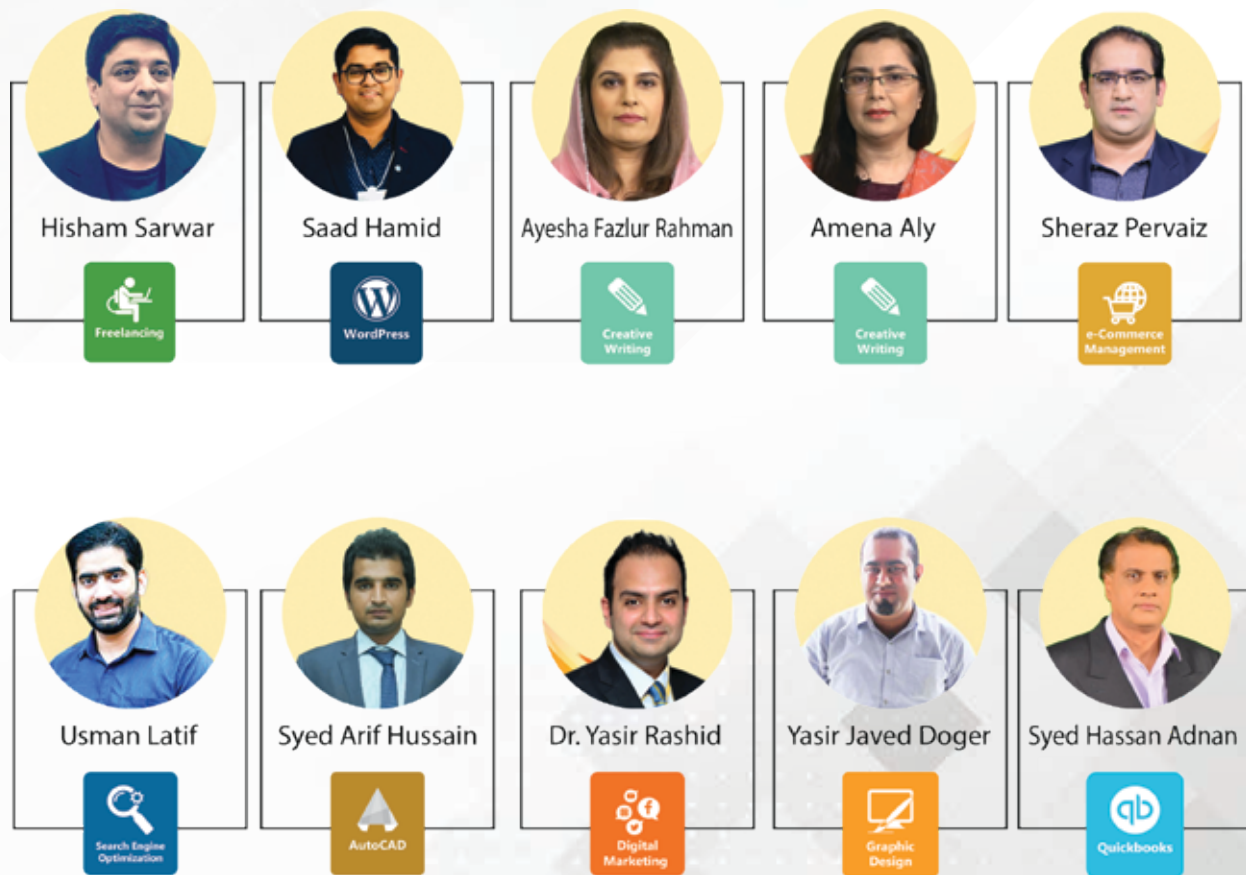 Hisham Sarwar
Saad Hamid
Ayesha Fazlur Rahman
Amena Aly
Sheraz Pervaiz
Freelancing
WordPress
Creative
Writing
Creative
Writing
e-Commerce
Management
Usman Latif
Syed Arif Hussain
Dr. Yasir Rashid
Yasir Javed Doger
Syed Hassan Adnan
Search Engine
Optimization
AutoCAD
Digital
Marketing
Graphic
Design
qb
Quickbooks